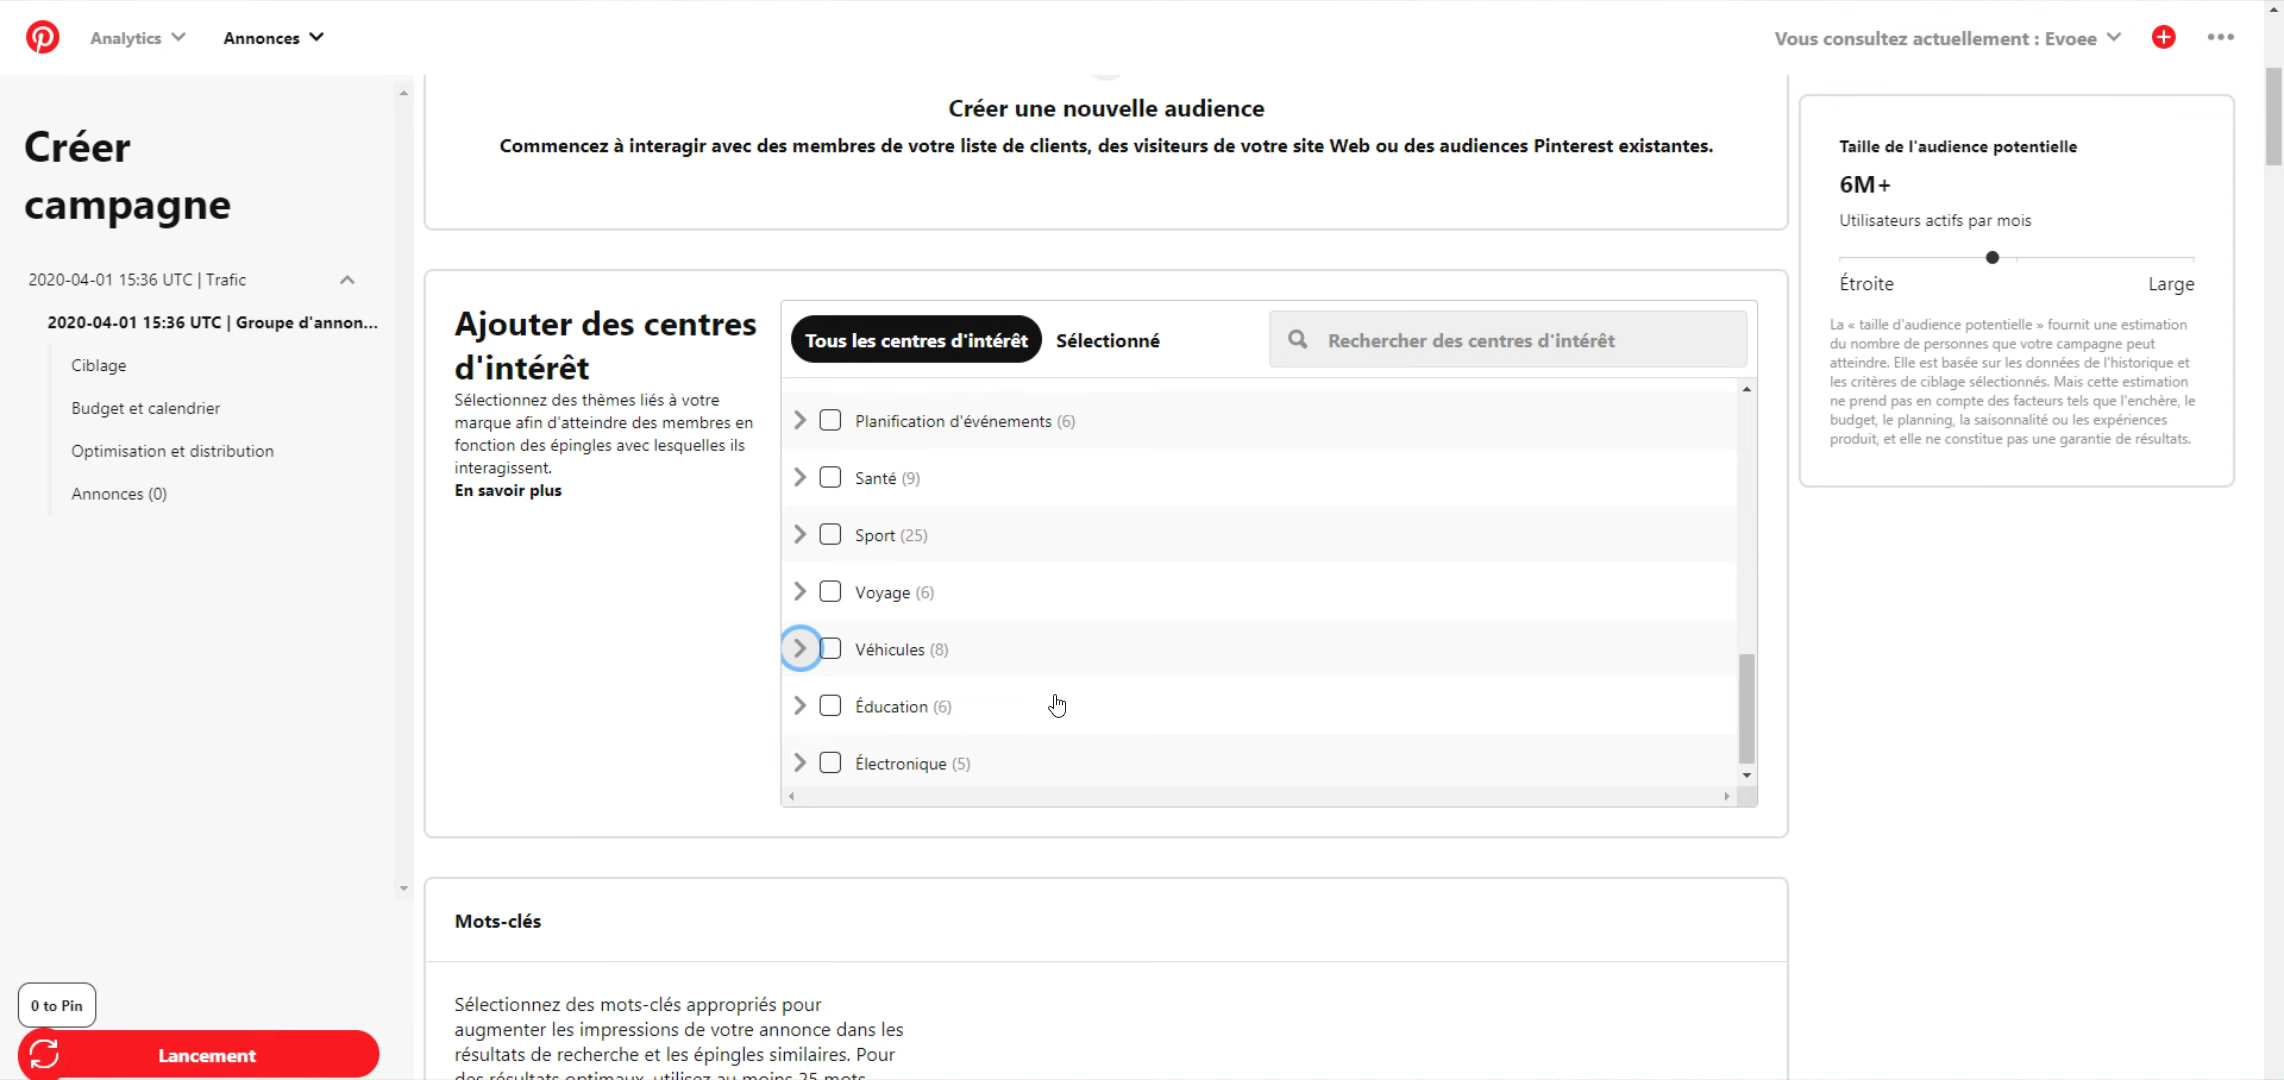 Analytics
Annonces
Vous consultez actuellement : Evoee
Créer
campagne
2020-04-01 15:36 UTC | Trafic
2020-04-01 15:36 UTC | Groupe d'annon...
Ciblage
Budget et calendrier
Optimisation et distribution
Annonces (0)
0 to Pin
Lancement
Créer une nouvelle audience
Commencez à interagir avec des membres de votre liste de clients, des visiteurs de votre site Web ou des audiences Pinterest existantes.
Ajouter des centres
d'intérêt
Sélectionnez des thèmes liés à votre
marque afin d'atteindre des membres en
fonction des épingles avec lesquelles ils
interagissent.
En savoir plus
Tous les centres d'intérêt
Sélectionné
Rechercher des centres d'intérêt
Planification d'événements (6)
Santé (9)
Sport (25)
Voyage (6)
Véhicules (8)
Éducation (6)
Électronique (5)
Mots-clés
Sélectionnez des mots-clés appropriés pour
augmenter les impressions de votre annonce dans les
résultats de recherche et les épingles similaires. Pour
des résultats optimaux, utilisez au moins 25 mots
Taille de l'audience potentielle
6M+
Utilisateurs actifs par mois
Étroite
Large
La « taille d'audience potentielle » fournit une estimation
du nombre de personnes que votre campagne peut
atteindre. Elle est basée sur les données de l'historique et
les critères de ciblage sélectionnés. Mais cette estimation
ne prend pas en compte des facteurs tels que l'enchère, le
budget, le planning, la saisonnalité ou les expériences
produit, et elle ne constitue pas une garantie de résultats.